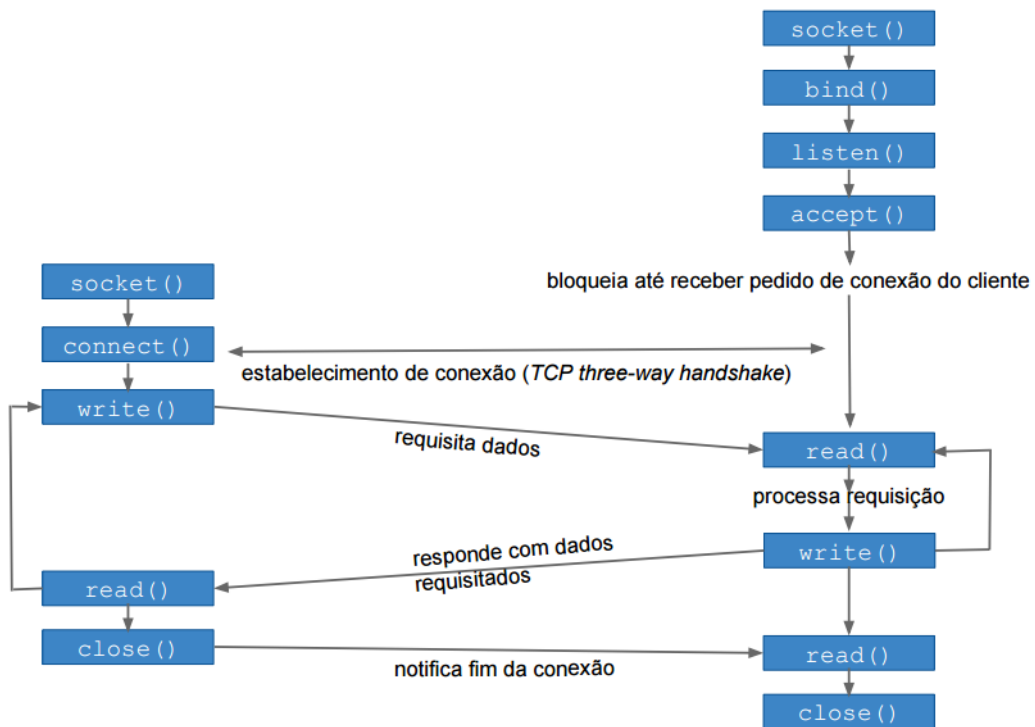 socket()
bind()
listen()
accept()
bloqueia até receber pedido de conexão do cliente
socket()
connect()
estabelecimento de conexão (TCP three-way handshake)
write()
requisita dados
read()
processa requisição
write()
responde com dados
requisitados
read()
close()
notifica fim da conexão
read()
close()